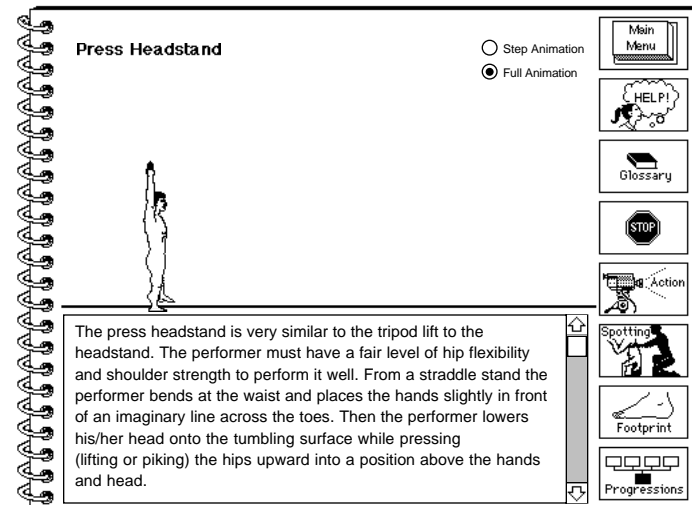 Press Headstand
Step Animation
Full Animation
Main
Menu
HELP!
Glossary
STOP
Action
Spotting
Footprint
Progressions
The press headstand is very similar to the tripod lift to the
headstand. The performer must have a fair level of hip flexibility
and shoulder strength to perform it well. From a straddle stand the
performer bends at the waist and places the hands slightly in front
of an imaginary line across the toes. Then the performer lowers
his/her head onto the tumbling surface while pressing
(lifting or piking) the hips upward into a position above the hands
and head.